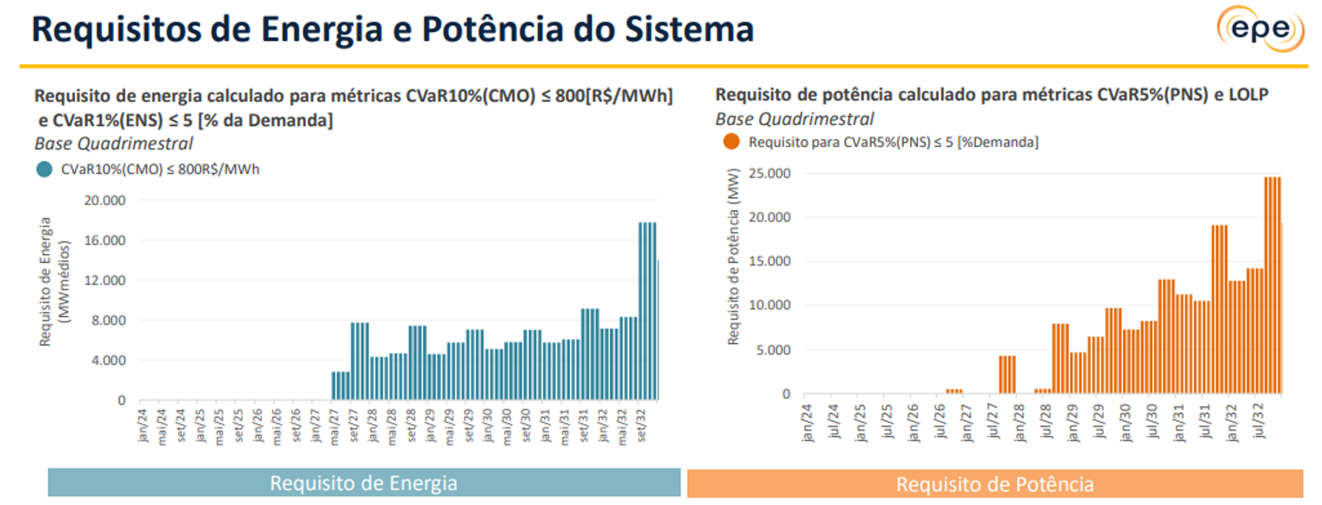 Requisitos de Energia e Potência do Sistema
epe
Requisito de energia calculado para métricas CVaR10%(CMO) ≤ 800[R$/MWh]
e CVaR1%(ENS) ≤ 5 [% da Demanda]
Base Quadrimestral
CVaR10%(CMO) ≤ 800R$/MWh
Requisito de Energia
(MWmédios)
20.000
16.000
12.000
8.000
4.000
0
jan/24
mai/24
set/24
jan/25
mai/25
set/25
jan/26
mai/26
set/26
jan/27
mai/27
set/27
jan/28
mai/28
set/28
jan/29
mai/29
set/29
jan/30
mai/30
set/30
jan/31
mai/31
set/31
jan/32
mai/32
set/32
Requisito de Energia
Requisito de potência calculado para métricas CVaR5%(PNS) e LOLP
Base Quadrimestral
Requisito para CVaR5%(PNS) ≤ 5 [%Demanda]
Requisito de Potência (MW)
25.000
20.000
15.000
10.000
5.000
0
jan/24
jul/24
jan/25
jul/25
jan/26
jul/26
jan/27
jul/27
jan/28
jul/28
jan/29
jul/29
jan/30
jul/30
jan/31
jul/31
jan/32
jul/32
Requisito de Potência